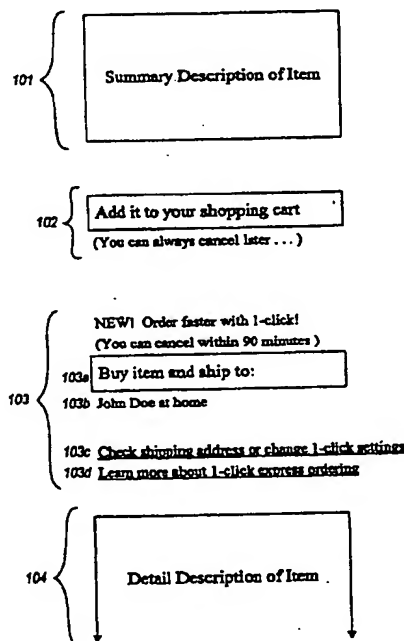 101 Summary Description of Item
102 Add it to your shopping cart
(You can always cancel later . . . )
NEW! Order faster with 1-click!
(You can cancel within 90 minutes )
103a Buy item and ship to:
103 103b John Doe at home
103c Check shipping address or change 1-click settings
103d Learn more about 1-click express ordering
104 Detail Description of Item